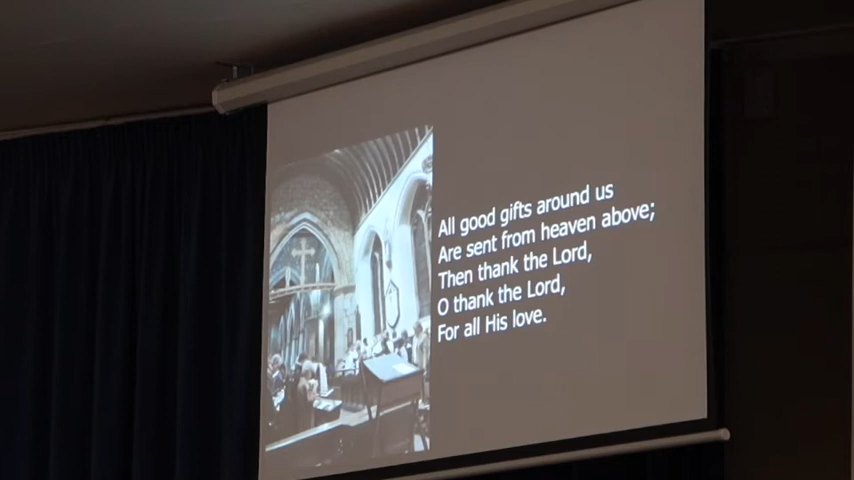 All good gifts around us
Are sent from heaven above;
Then thank the Lord,
O thank the Lord,
For all His love.